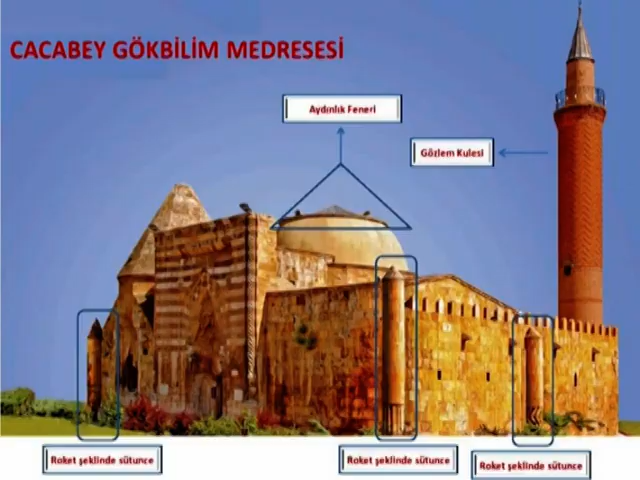 CACABEY GÖKBİLİM MEDRESESİ
Aydınlık Feneri
Gözlem Kulesi
Roket şeklinde sütunce
Roket şeklinde sütunce
Roket şeklinde sütunce